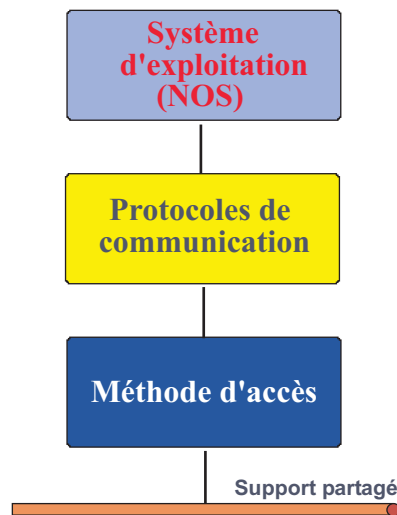 Système
d'exploitation
(NOS)
Protocoles de
communication
Méthode d'accès
Support partagé